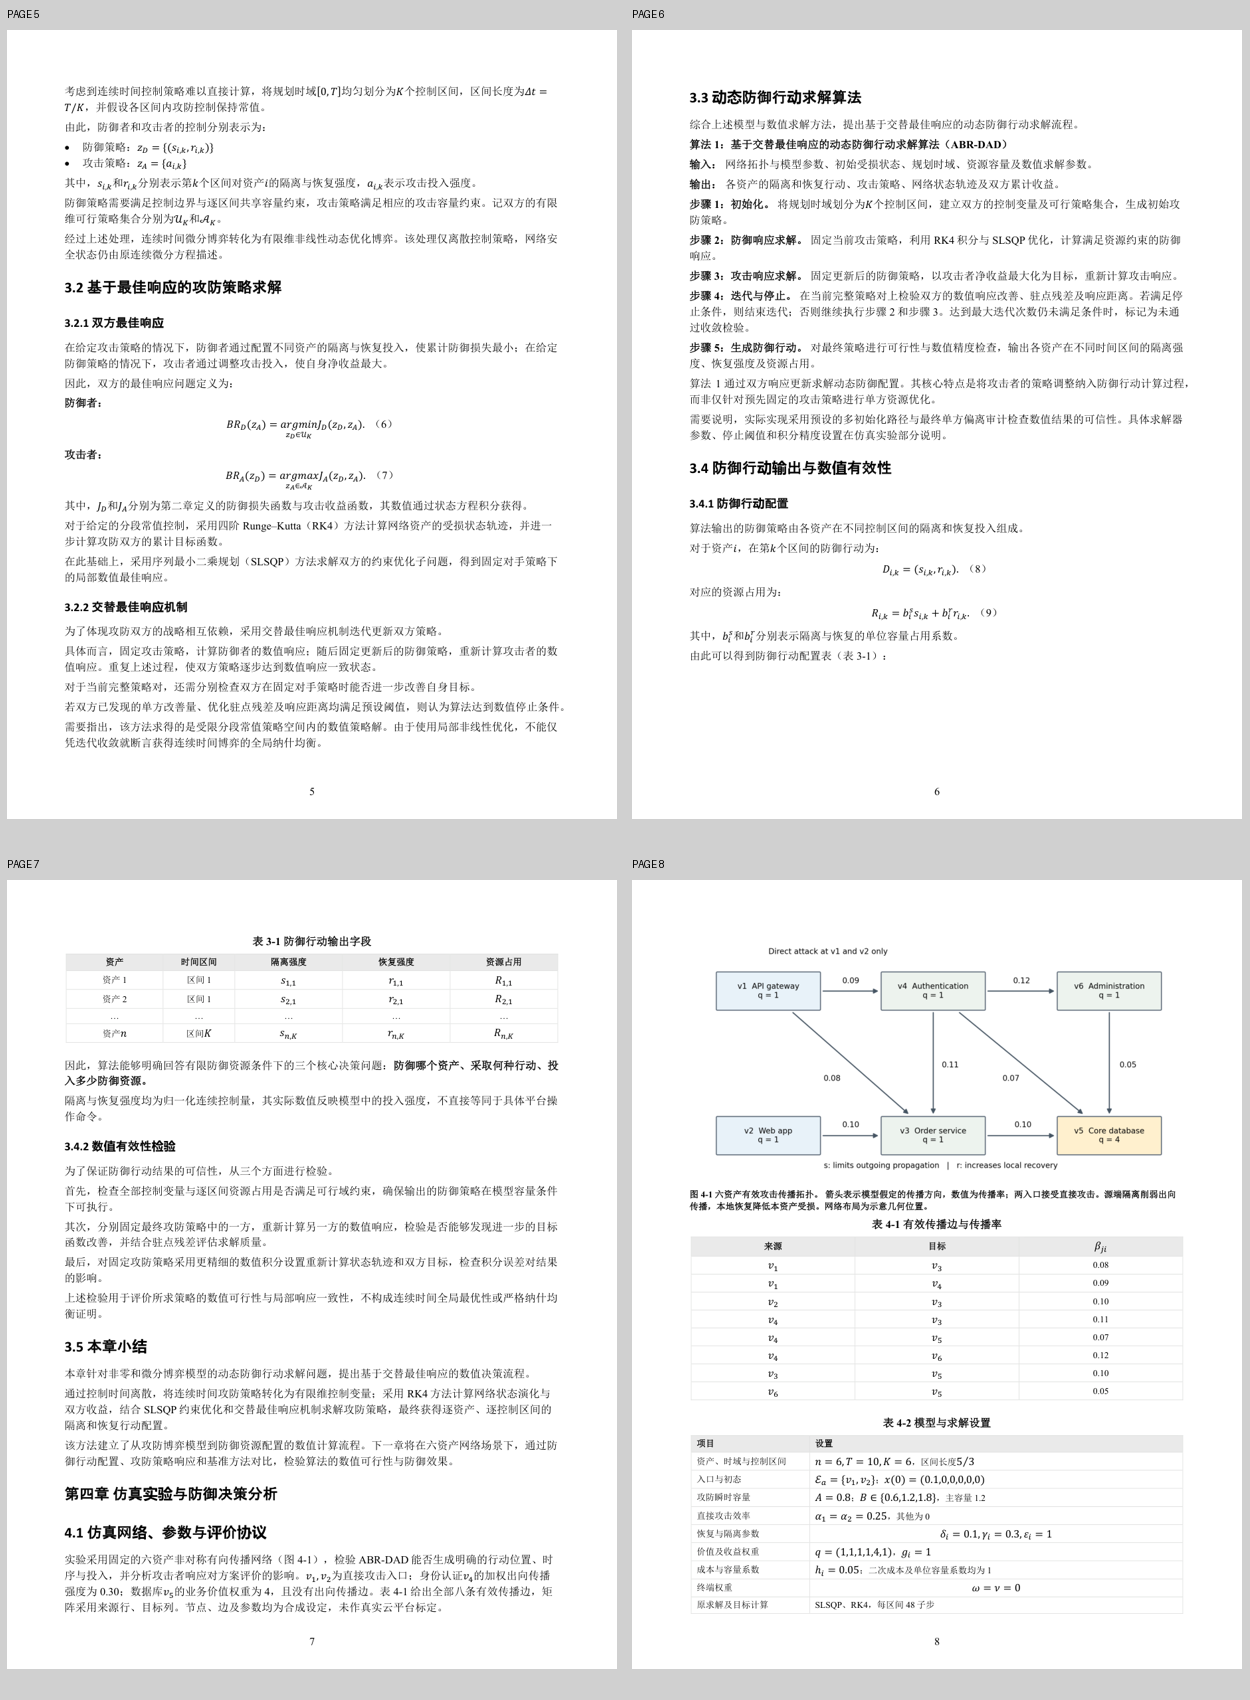 PAGE 5
考虑到连续时间控制策略难以直接计算，将规划时域[0,T]均匀划分为K个控制区间，区间长度为Δt =
T/K，并假设各区间内攻防控制保持常值。
由此，防御者和攻击者的控制分别表示为：
• 防御策略：z_D = {(s_{i,k}, r_{i,k})}
• 攻击策略：z_A = {a_{i,k}}
其中，s_{i,k}和r_{i,k}分别表示第k个区间对资产i的隔离与恢复强度，a_{i,k}表示攻击投入强度。
防御策略需要满足控制边界与逐区间共享容量约束，攻击策略满足相应的攻击容量约束。记双方的有限
维可行策略集合分别为𝒰_K和𝒜_K。
经过上述处理，连续时间微分博弈转化为有限维非线性动态优化博弈。该处理仅离散控制策略，网络安
全状态仍由原连续微分方程描述。
3.2 基于最佳响应的攻防策略求解
3.2.1 双方最佳响应
在给定攻击策略的情况下，防御者通过配置不同资产的隔离与恢复投入，使累计防御损失最小；在给定
防御策略的情况下，攻击者通过调整攻击投入，使自身净收益最大。
因此，双方的最佳响应问题定义为：
防御者：
BR_D(z_A) = argmin J_D(z_D, z_A). （6）
z_D∈𝒰_K
攻击者：
BR_A(z_D) = argmax J_A(z_D, z_A). （7）
z_A∈𝒜_K
其中，J_D和J_A分别为第二章定义的防御损失函数与攻击收益函数，其数值通过状态方程积分获得。
对于给定的分段常值控制，采用四阶 Runge–Kutta（RK4）方法计算网络资产的受损状态轨迹，并进一
步计算攻防双方的累计目标函数。
在此基础上，采用序列最小二乘规划（SLSQP）方法求解双方的约束优化子问题，得到固定对手策略下
的局部数值最佳响应。
3.2.2 交替最佳响应机制
为了体现攻防双方的战略相互依赖，采用交替最佳响应机制迭代更新双方策略。
具体而言，固定攻击策略，计算防御者的数值响应；随后固定更新后的防御策略，重新计算攻击者的数
值响应。重复上述过程，使双方策略逐步达到数值响应一致状态。
对于当前完整策略对，还需分别检查双方在固定对手策略时能否进一步改善自身目标。
若双方已发现的单方改善量、优化驻点残差及响应距离均满足预设阈值，则认为算法达到数值停止条件。
需要指出，该方法求得的是受限分段常值策略空间内的数值策略解。由于使用局部非线性优化，不能仅
凭迭代收敛就断言获得连续时间博弈的全局纳什均衡。
5
PAGE 6
3.3 动态防御行动求解算法
综合上述模型与数值求解方法，提出基于交替最佳响应的动态防御行动求解流程。
算法 1：基于交替最佳响应的动态防御行动求解算法（ABR-DAD）
输入： 网络拓扑与模型参数、初始受损状态、规划时域、资源容量及数值求解参数。
输出： 各资产的隔离和恢复行动、攻击策略、网络状态轨迹及双方累计收益。
步骤 1：初始化。 将规划时域划分为K个控制区间，建立双方的控制变量及可行策略集合，生成初始攻
防策略。
步骤 2：防御响应求解。 固定当前攻击策略，利用 RK4 积分与 SLSQP 优化，计算满足资源约束的防御
响应。
步骤 3：攻击响应求解。 固定更新后的防御策略，以攻击者净收益最大化为目标，重新计算攻击响应。
步骤 4：迭代与停止。 在当前完整策略对上检验双方的数值响应改善、驻点残差及响应距离。若满足停
止条件，则结束迭代；否则继续执行步骤 2 和步骤 3。达到最大迭代次数仍未满足条件时，标记为未通
过收敛检验。
步骤 5：生成防御行动。 对最终策略进行可行性与数值精度检查，输出各资产在不同时间区间的隔离强
度、恢复强度及资源占用。
算法 1 通过双方响应更新求解动态防御配置。其核心特点是将攻击者的策略调整纳入防御行动计算过程，
而非仅针对预先固定的攻击策略进行单方资源优化。
需要说明，实际实现采用预设的多初始化路径与最终单方偏离审计检查数值结果的可信性。具体求解器
参数、停止阈值和积分精度设置在仿真实验部分说明。
3.4 防御行动输出与数值有效性
3.4.1 防御行动配置
算法输出的防御策略由各资产在不同控制区间的隔离和恢复投入组成。
对于资产i，在第k个区间的防御行动为：
D_{i,k} = (s_{i,k}, r_{i,k}). （8）
对应的资源占用为：
R_{i,k} = b_i^s s_{i,k} + b_i^r r_{i,k}. （9）
其中，b_i^s和b_i^r分别表示隔离与恢复的单位容量占用系数。
由此可以得到防御行动配置表（表 3-1）：
6
PAGE 7
表 3-1 防御行动输出字段
资产 时间区间 隔离强度 恢复强度 资源占用
资产 1 区间 1 s_{1,1} r_{1,1} R_{1,1}
资产 2 区间 1 s_{2,1} r_{2,1} R_{2,1}
… … … … …
资产n 区间K s_{n,K} r_{n,K} R_{n,K}
因此，算法能够明确回答有限防御资源条件下的三个核心决策问题：防御哪个资产、采取何种行动、投
入多少防御资源。
隔离与恢复强度均为归一化连续控制量，其实际数值反映模型中的投入强度，不直接等同于具体平台操
作命令。
3.4.2 数值有效性检验
为了保证防御行动结果的可信性，从三个方面进行检验。
首先，检查全部控制变量与逐区间资源占用是否满足可行域约束，确保输出的防御策略在模型容量条件
下可执行。
其次，分别固定最终攻防策略中的一方，重新计算另一方的数值响应，检验是否能够发现进一步的目标
函数改善，并结合驻点残差评估求解质量。
最后，对固定攻防策略采用更精细的数值积分设置重新计算状态轨迹和双方目标，检查积分误差对结果
的影响。
上述检验用于评价所求策略的数值可行性与局部响应一致性，不构成连续时间全局最优性或严格纳什均
衡证明。
3.5 本章小结
本章针对非零和微分博弈模型的动态防御行动求解问题，提出基于交替最佳响应的数值决策流程。
通过控制时间离散，将连续时间攻防策略转化为有限维控制变量；采用 RK4 方法计算网络状态演化与
双方收益，结合 SLSQP 约束优化和交替最佳响应机制求解攻防策略，最终获得逐资产、逐控制区间的
隔离和恢复行动配置。
该方法建立了从攻防博弈模型到防御资源配置的数值计算流程。下一章将在六资产网络场景下，通过防
御行动配置、攻防策略响应和基准方法对比，检验算法的数值可行性与防御效果。
第四章 仿真实验与防御决策分析
4.1 仿真网络、参数与评价协议
实验采用固定的六资产非对称有向传播网络（图 4-1），检验 ABR-DAD 能否生成明确的行动位置、时
序与投入，并分析攻击者响应对方案评价的影响。v_1, v_2为直接攻击入口；身份认证v_4的加权出向传播
强度为 0.30；数据库v_5的业务价值权重为 4，且没有出向传播边。表 4-1 给出全部八条有效传播边，矩
阵采用来源行、目标列。节点、边及参数均为合成设定，未作真实云平台标定。
7
PAGE 8
Direct attack at v1 and v2 only
v1 API gateway
q = 1
0.09
v4 Authentication
q = 1
0.12
v6 Administration
q = 1
0.08
0.11
0.07
0.05
v2 Web app
q = 1
0.10
v3 Order service
q = 1
0.10
v5 Core database
q = 4
s: limits outgoing propagation | r: increases local recovery
图 4-1 六资产有效攻击传播拓扑。 箭头表示模型假定的传播方向，数值为传播率；两入口接受直接攻击。源端隔离削弱出向
传播，本地恢复降低本资产受损。网络布局为示意几何位置。
表 4-1 有效传播边与传播率
来源 目标 β_{ji}
v_1 v_3 0.08
v_1 v_4 0.09
v_2 v_3 0.10
v_4 v_3 0.11
v_4 v_5 0.07
v_4 v_6 0.12
v_3 v_5 0.10
v_6 v_5 0.05
表 4-2 模型与求解设置
项目 设置
资产、时域与控制区间 n = 6, T = 10, K = 6，区间长度5/3
入口与初态 ℰ_a = {v_1, v_2}；x(0) = (0.1,0,0,0,0,0)
攻防瞬时容量 A = 0.8；B ∈ {0.6,1.2,1.8}，主容量 1.2
直接攻击效率 α_1 = α_2 = 0.25，其他为 0
恢复与隔离参数 δ_i = 0.1, γ_i = 0.3, ε_i = 1
价值及收益权重 q = (1,1,1,1,4,1)，g_i = 1
成本与容量系数 h_i = 0.05；二次成本及单位容量系数均为 1
终端权重 ω = ν = 0
原求解及目标计算 SLSQP、RK4，每区间 48 子步
8